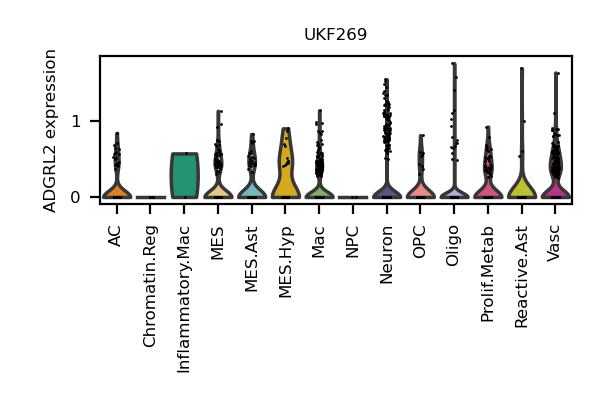 UKF269
ADGRL2 expression
1
0
AC
Chromatin.Reg
Inflammatory.Mac
MES
MES.Ast
MES.Hyp
Mac
NPC
Neuron
OPC
Oligo
Prolif.Metab
Reactive.Ast
Vasc